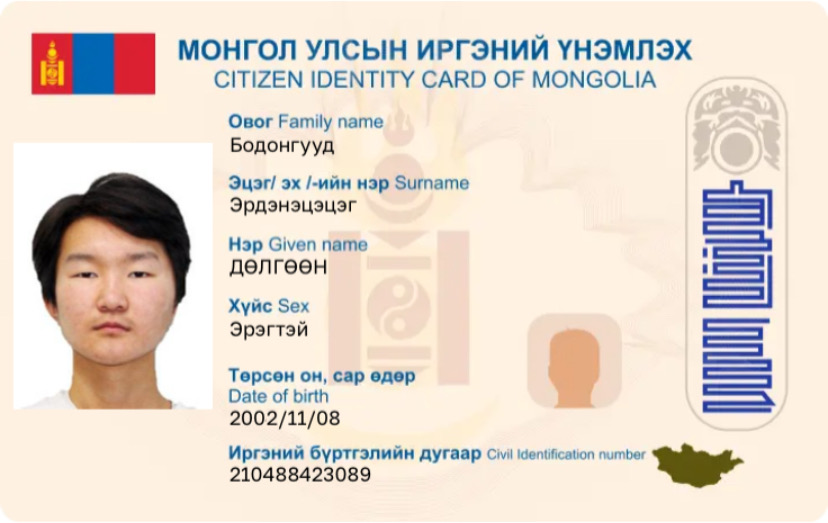 МОНГОЛ УЛСЫН ИРГЭНИЙ ҮНЭМЛЭХ
CITIZEN IDENTITY CARD OF MONGOLIA
Овог Family name
Бодонгууд
Эцэг/ эх /-ийн нэр Surname
Эрдэнэцэцэг
Нэр Given name
ДӨЛГӨӨН
Хүйс Sex
Эрэгтэй
Төрсөн он, сар өдөр
Date of birth
2002/11/08
Иргэний бүртгэлийн дугаар Civil Identification number
210488423089